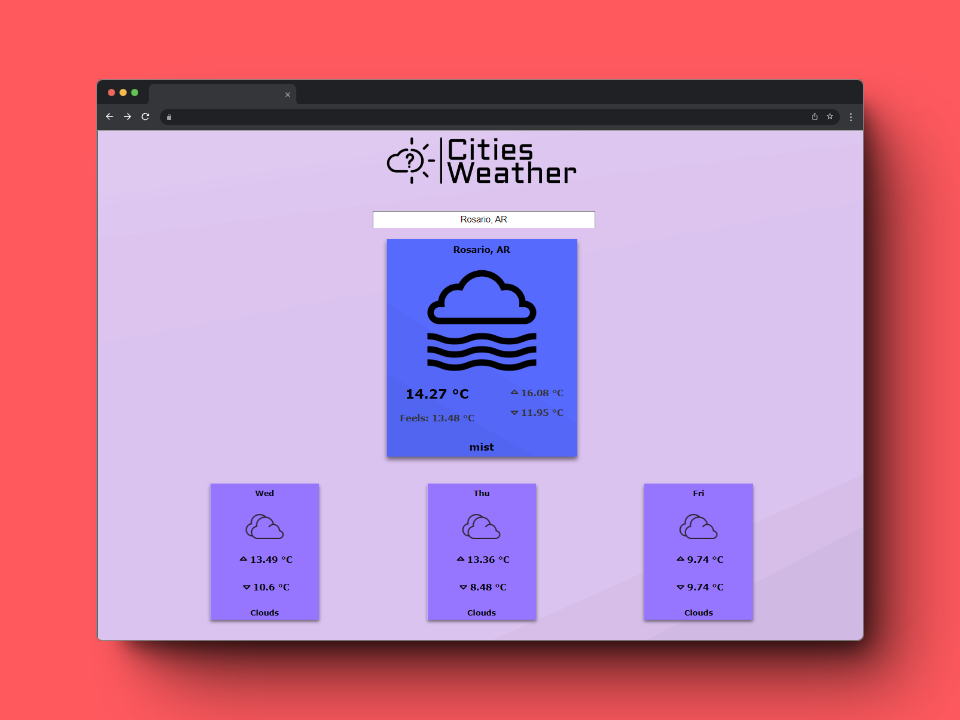 Cities
Weather
Rosario, AR
Rosario, AR
14.27 °C
16.08 °C
Feels: 13.48 °C
11.95 °C
mist
Wed
13.49 °C
10.6 °C
Clouds
Thu
13.36 °C
8.48 °C
Clouds
Fri
9.74 °C
9.74 °C
Clouds